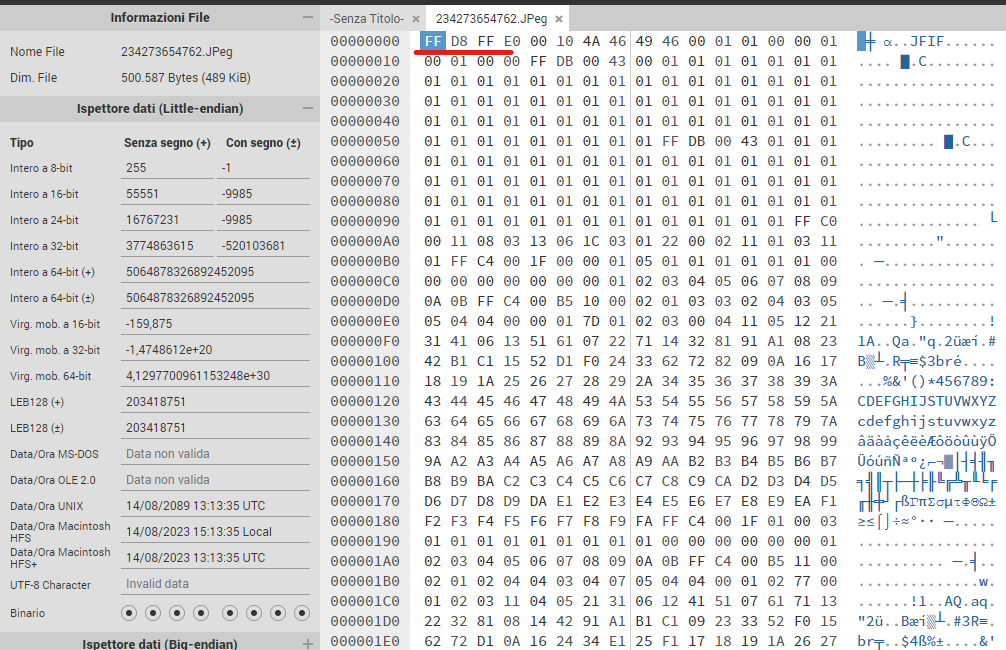 Informazioni File
Nome File 234273654762.JPeg
Dim. File 500.587 Bytes (489 KiB)
Ispettore dati (Little-endian)
Tipo Senza segno (+) Con segno (±)
Intero a 8-bit 255 -1
Intero a 16-bit 55551 -9985
Intero a 24-bit 16767231 -9985
Intero a 32-bit 3774863615 -520103681
Intero a 64-bit (+) 5064878326892452095
Intero a 64-bit (±) 5064878326892452095
Virg. mob. a 16-bit -159,875
Virg. mob. a 32-bit -1,4748612e+20
Virg. mob. 64-bit 4,1297700961153248e+30
LEB128 (+) 203418751
LEB128 (±) 203418751
Data/Ora MS-DOS Data non valida
Data/Ora OLE 2.0 Data non valida
Data/Ora UNIX 14/08/2089 13:13:35 UTC
Data/Ora Macintosh HFS 14/08/2023 15:13:35 Local
Data/Ora Macintosh HFS+ 14/08/2023 13:13:35 UTC
UTF-8 Character Invalid data
Binario
Ispettore dati (Big-endian)
-Senza Titolo- × 234273654762.JPeg ×
00000000 FF D8 FF E0 00 10 4A 46 49 46 00 01 01 00 00 01 α..JFIF......
00000010 00 01 00 00 FF DB 00 43 00 01 01 01 01 01 01 01 .... █.C........
00000020 01 01 01 01 01 01 01 01 01 01 01 01 01 01 01 01 ................
00000030 01 01 01 01 01 01 01 01 01 01 01 01 01 01 01 01 ................
00000040 01 01 01 01 01 01 01 01 01 01 01 01 01 01 01 01 ................
00000050 01 01 01 01 01 01 01 01 01 FF DB 00 43 01 01 01 ......... █.C...
00000060 01 01 01 01 01 01 01 01 01 01 01 01 01 01 01 01 ................
00000070 01 01 01 01 01 01 01 01 01 01 01 01 01 01 01 01 ................
00000080 01 01 01 01 01 01 01 01 01 01 01 01 01 01 01 01 ................
00000090 01 01 01 01 01 01 01 01 01 01 01 01 01 01 FF C0 .............. └
000000A0 00 11 08 03 13 06 1C 03 01 22 00 02 11 01 03 11 ........."......
000000B0 01 FF C4 00 1F 00 00 01 05 01 01 01 01 01 01 00 . ─.............
000000C0 00 00 00 00 00 00 00 01 02 03 04 05 06 07 08 09 ................
000000D0 0A 0B FF C4 00 B5 10 00 02 01 03 03 02 04 03 05 .. ─.╡..........
000000E0 05 04 04 00 00 01 7D 01 02 03 00 04 11 05 12 21 ......}........!
000000F0 31 41 06 13 51 61 07 22 71 14 32 81 91 A1 08 23 1A..Qa."q.2üæí.#
00000100 42 B1 C1 15 52 D1 F0 24 33 62 72 82 09 0A 16 17 B▒┴.R╤≡$3bré....
00000110 18 19 1A 25 26 27 28 29 2A 34 35 36 37 38 39 3A ...%&'()*456789:
00000120 43 44 45 46 47 48 49 4A 53 54 55 56 57 58 59 5A CDEFGHIJSTUVWXYZ
00000130 63 64 65 66 67 68 69 6A 73 74 75 76 77 78 79 7A cdefghijstuvwxyz
00000140 83 84 85 86 87 88 89 8A 92 93 94 95 96 97 98 99 âäàåçêëèÆôöòûùÿÖ
00000150 9A A2 A3 A4 A5 A6 A7 A8 A9 AA B2 B3 B4 B5 B6 B7 ÜóúñѪº¿⌐¬▓│┤╡╢╖
00000160 B8 B9 BA C2 C3 C4 C5 C6 C7 C8 C9 CA D2 D3 D4 D5 ╕╣║┬├─┼╞╟╚╔╩╥╙╘╒
00000170 D6 D7 D8 D9 DA E1 E2 E3 E4 E5 E6 E7 E8 E9 EA F1 ╓╫╪┘┌ßΓπΣσµτΦΘΩ±
00000180 F2 F3 F4 F5 F6 F7 F8 F9 FA FF C4 00 1F 01 00 03 ≥≤⌠⌡÷≈°∙· ─.....
00000190 01 01 01 01 01 01 01 01 01 00 00 00 00 00 00 01 ................
000001A0 02 03 04 05 06 07 08 09 0A 0B FF C4 00 B5 11 00 .......... ─.╡..
000001B0 02 01 02 04 04 03 04 07 05 04 04 00 01 02 77 00 ..............w.
000001C0 01 02 03 11 04 05 21 31 06 12 41 51 07 61 71 13 ......!1..AQ.aq.
000001D0 22 32 81 08 14 42 91 A1 B1 C1 09 23 33 52 F0 15 "2ü..Bæí▒┴.#3R≡.
000001E0 62 72 D1 0A 16 24 34 E1 25 F1 17 18 19 1A 26 27 br╤..$4ß%±....&'